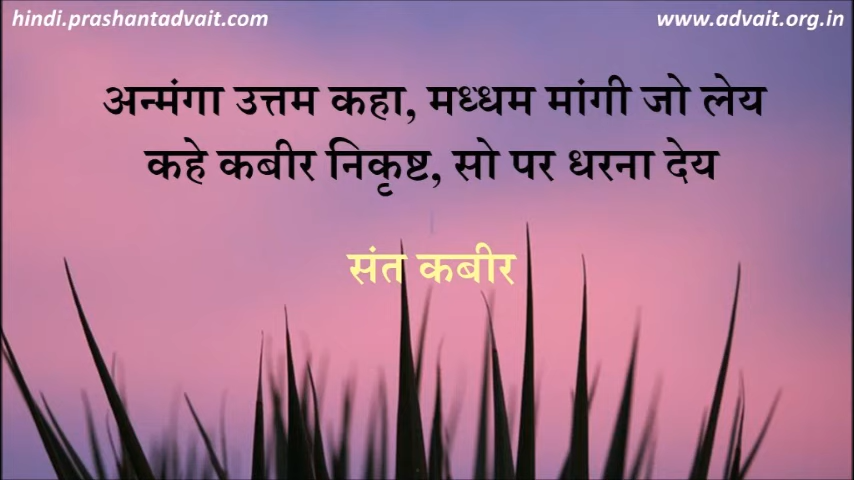 hindi.prashantadvait.com
www.advait.org.in
अन्मंगा उत्तम कहा, मध्धम मांगी जो लेय
कहे कबीर निकृष्ट, सो पर धरना देय
संत कबीर